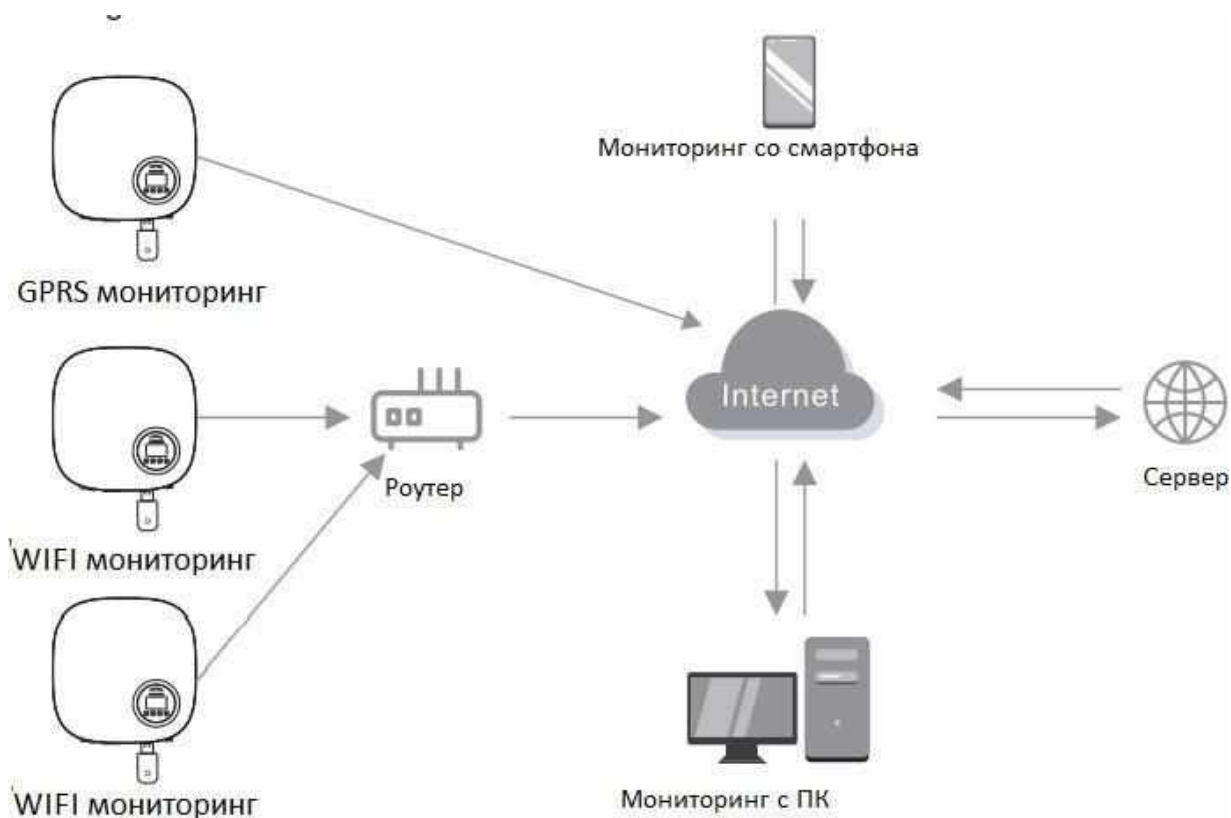 Мониторинг со смартфона
GPRS мониторинг
Internet
Роутер
Сервер
WIFI мониторинг
WIFI мониторинг
Мониторинг с ПК